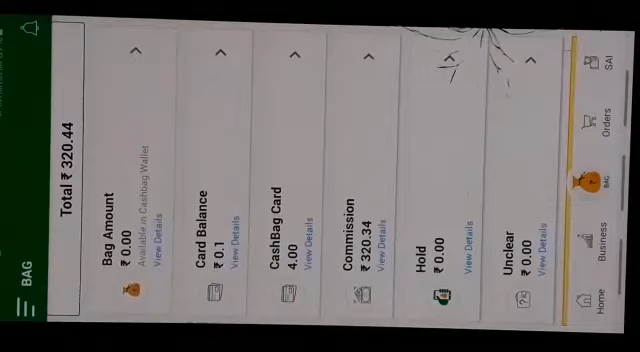 BAG
Total ₹ 320.44
Bag Amount
₹ 0.00
Available in Cashbag Wallet
View Details
Card Balance
₹ 0.1
View Details
CashBag Card
4.00
View Details
Commission
₹ 320.34
View Details
Hold
₹ 0.00
View Details
Unclear
₹ 0.00
View Details
Home
Business
BAG
Orders
SAI